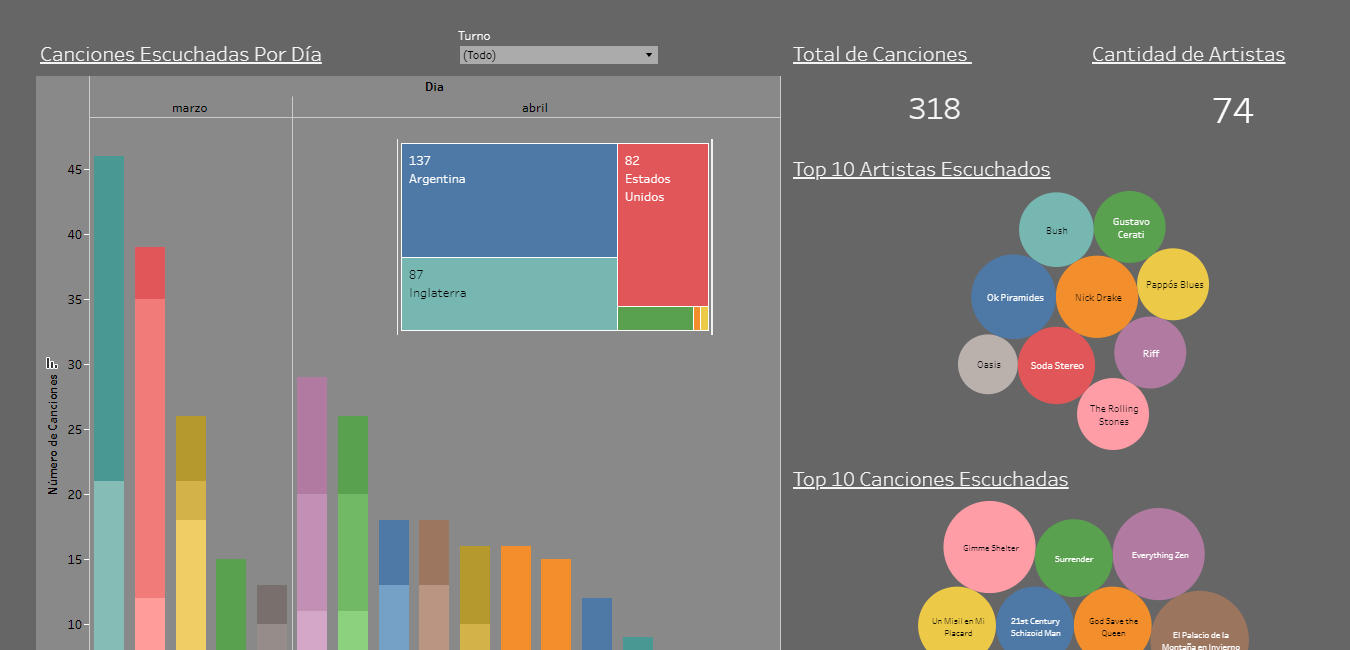 Turno
Canciones Escuchadas Por Día
(Todo)
Total de Canciones
Cantidad de Artistas
Dia
marzo
abril
318
74
45
40
35
30
25
20
15
10
Número de Canciones
137
Argentina
82
Estados
Unidos
87
Inglaterra
Top 10 Artistas Escuchados
Bush
Gustavo
Cerati
Ok Piramides
Nick Drake
Pappós Blues
Oasis
Soda Stereo
Riff
The Rolling
Stones
Top 10 Canciones Escuchadas
Gimme Shelter
Surrender
Everything Zen
Un Misil en Mi
Placard
21st Century
Schizoid Man
God Save the
Queen
El Palacio de la
Montaña en Invierno